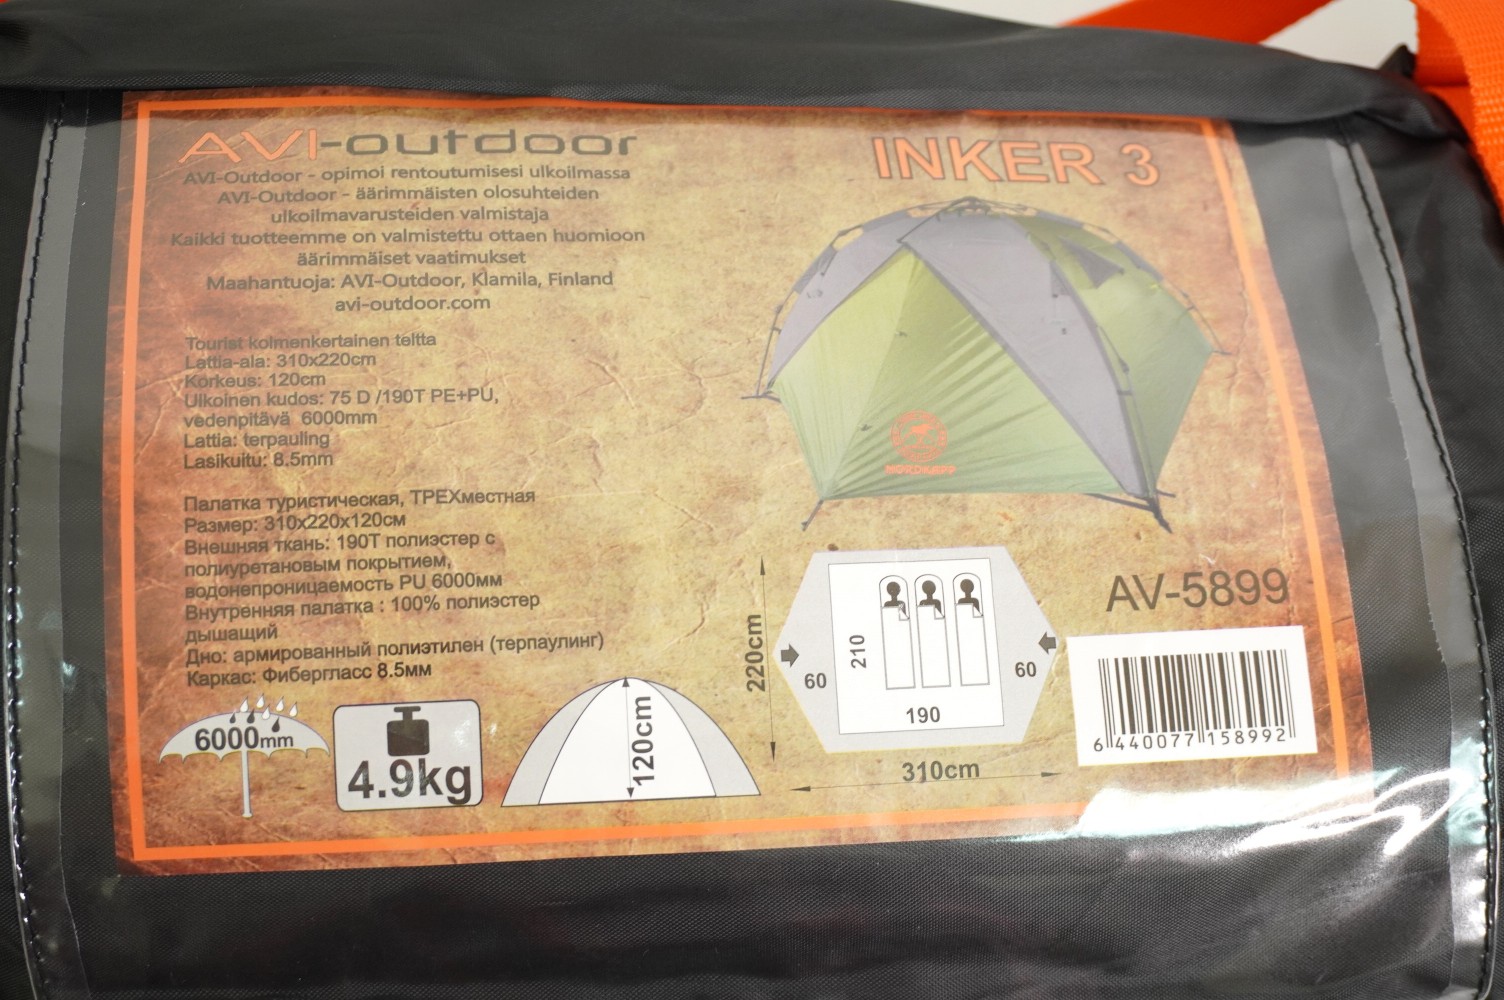 AVI-outdoor
AVI-Outdoor - opimoi rentoutumisesi ulkoilmassa
AVI-Outdoor - äärimmäisten olosuhteiden
ulkoilmavarusteiden valmistaja
Kaikki tuotteemme on valmistettu ottaen huomioon
äärimmäiset vaatimukset
Maahantuoja: AVI-Outdoor, Klamila, Finland
avi-outdoor.com
Tourist kolmenkertainen teltta
Lattia-ala: 310x220cm
Korkeus: 120cm
Ulkoinen kudos: 75 D /190T PE+PU,
vedenpitävä 6000mm
Lattia: terpauling
Lasikuitu: 8.5mm
Палатка туристическая, ТРЕХместная
Размер: 310х220х120см
Внешняя ткань: 190Т полиэстер с
полиуретановым покрытием,
водонепроницаемость PU 6000мм
Внутренняя палатка : 100% полиэстер
дышащий
Дно: армированный полиэтилен (терпаулинг)
Каркас: Фибергласс 8.5мм
6000mm
4.9kg
120cm
INKER 3
NORDKAPP
220cm
60
210
190
60
310cm
AV-5899
6 440077 158992